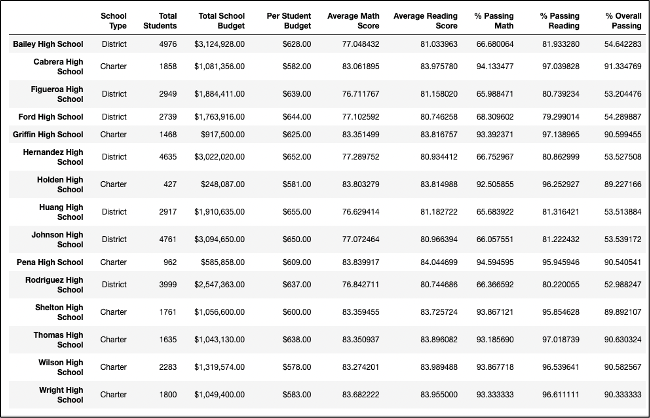 School Type Total Students Total School Budget Per Student Budget Average Math Score Average Reading Score % Passing Math % Passing Reading % Overall Passing
Bailey High School District 4976 $3,124,928.00 $628.00 77.048432 81.033963 66.680064 81.933280 54.642283
Cabrera High School Charter 1858 $1,081,356.00 $582.00 83.061895 83.975780 94.133477 97.039828 91.334769
Figueroa High School District 2949 $1,884,411.00 $639.00 76.711767 81.158020 65.988471 80.739234 53.204476
Ford High School District 2739 $1,763,916.00 $644.00 77.102592 80.746258 68.309602 79.299014 54.289887
Griffin High School Charter 1468 $917,500.00 $625.00 83.351499 83.816757 93.392371 97.138965 90.599455
Hernandez High School District 4635 $3,022,020.00 $652.00 77.289752 80.934412 66.752967 80.862999 53.527508
Holden High School Charter 427 $248,087.00 $581.00 83.803279 83.814988 92.505855 96.252927 89.227166
Huang High School District 2917 $1,910,635.00 $655.00 76.629414 81.182722 65.683922 81.316421 53.513884
Johnson High School District 4761 $3,094,650.00 $650.00 77.072464 80.966394 66.057551 81.222432 53.539172
Pena High School Charter 962 $585,858.00 $609.00 83.839917 84.044699 94.594595 95.945946 90.540541
Rodriguez High School District 3999 $2,547,363.00 $637.00 76.842711 80.744686 66.366592 80.220055 52.988247
Shelton High School Charter 1761 $1,056,600.00 $600.00 83.359455 83.725724 93.867121 95.854628 89.892107
Thomas High School Charter 1635 $1,043,130.00 $638.00 83.350937 83.896082 93.185690 97.018739 90.630324
Wilson High School Charter 2283 $1,319,574.00 $578.00 83.274201 83.989488 93.867718 96.539641 90.582567
Wright High School Charter 1800 $1,049,400.00 $583.00 83.682222 83.955000 93.333333 96.611111 90.333333